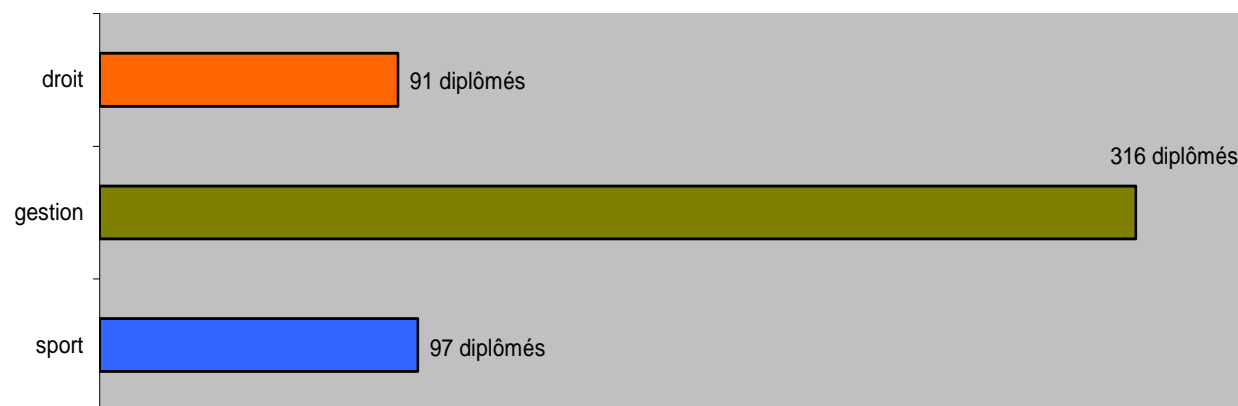 droit
91 diplômés
316 diplômés
gestion
sport
97 diplômés